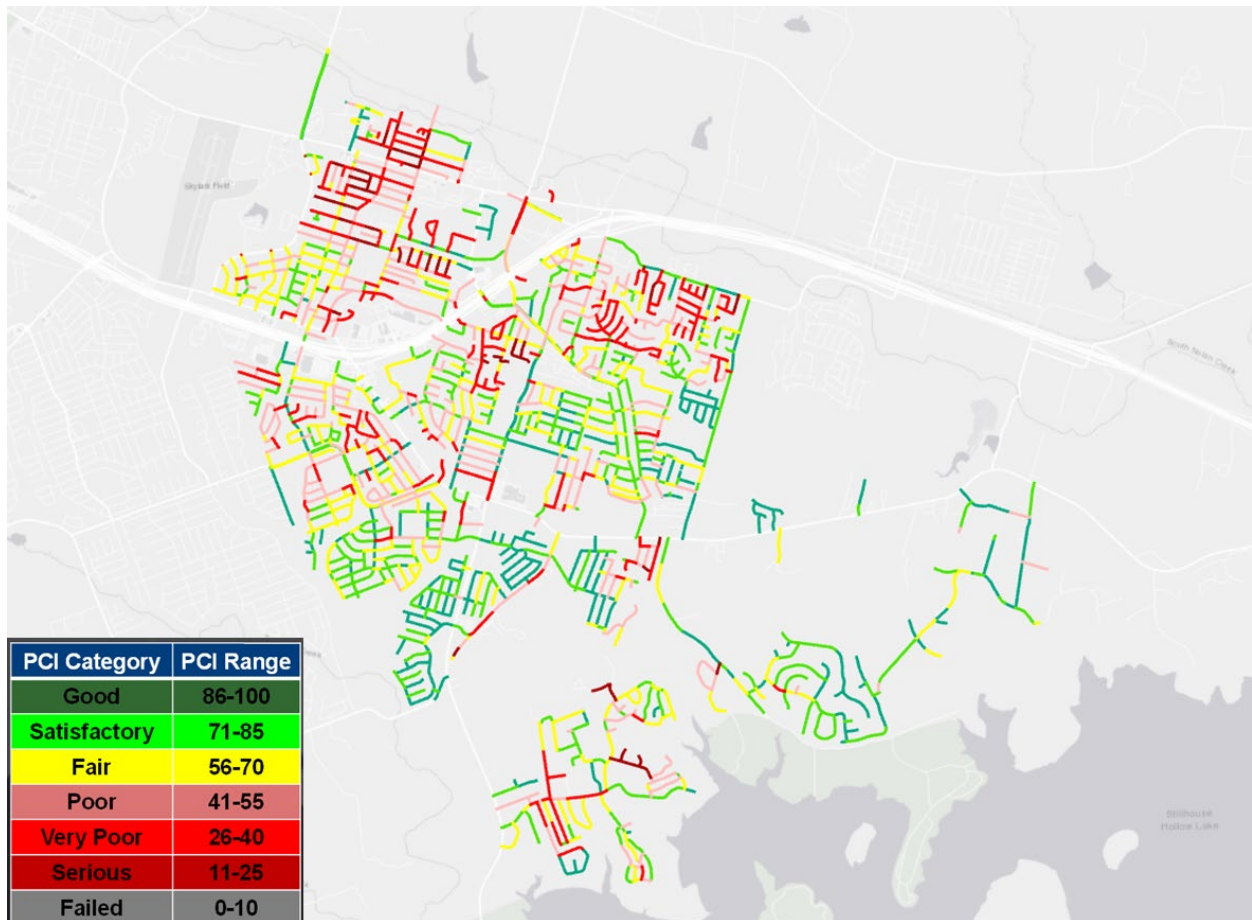 Skylark Field
South Nolan Creek
Stillhouse
Hollow Lake
PCI Category PCI Range
Good 86-100
Satisfactory 71-85
Fair 56-70
Poor 41-55
Very Poor 26-40
Serious 11-25
Failed 0-10